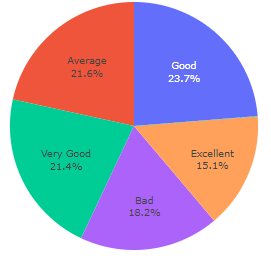 Average
21.6%
Good
23.7%
Very Good
21.4%
Excellent
15.1%
Bad
18.2%